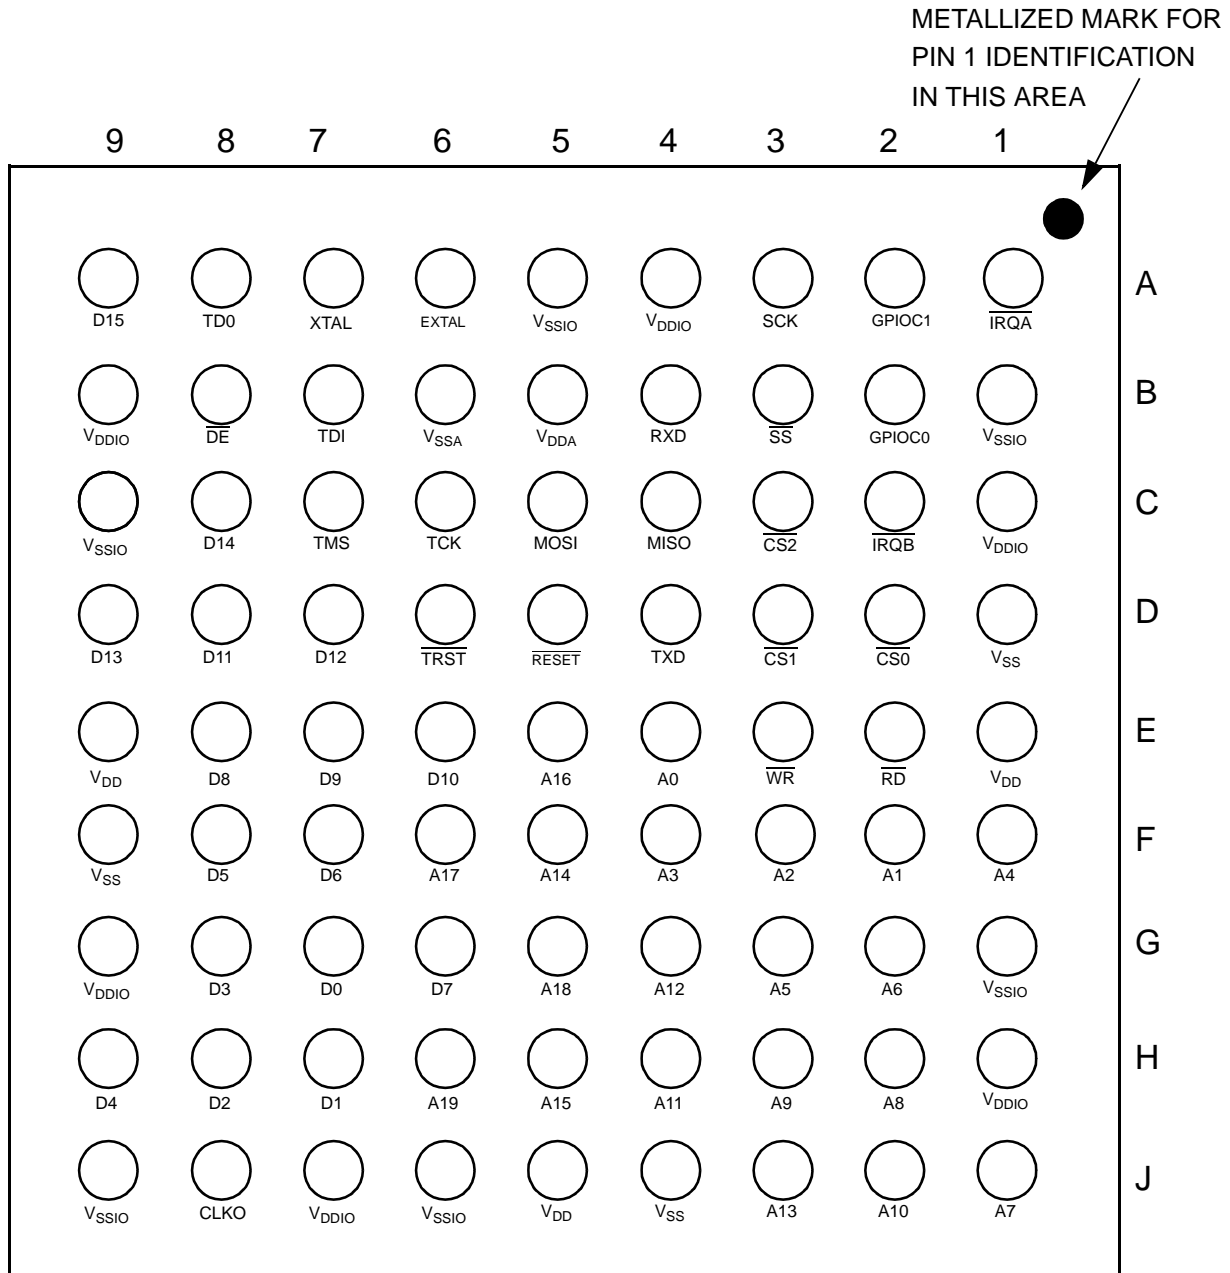 METALLIZED MARK FOR
PIN 1 IDENTIFICATION
IN THIS AREA
9 8 7 6 5 4 3 2 1
A
D15 TD0 XTAL EXTAL VSSIO VDDIO SCK GPIOC1 IRQA
B
VDDIO DE TDI VSSA VDDA RXD SS GPIOC0 VSSIO
C
VSSIO D14 TMS TCK MOSI MISO CS2 IRQB VDDIO
D
D13 D11 D12 TRST RESET TXD CS1 CS0 VSS
E
VDD D8 D9 D10 A16 A0 WR RD VDD
F
VSS D5 D6 A17 A14 A3 A2 A1 A4
G
VDDIO D3 D0 D7 A18 A12 A5 A6 VSSIO
H
D4 D2 D1 A19 A15 A11 A9 A8 VDDIO
J
VSSIO CLKO VDDIO VSSIO VDD VSS A13 A10 A7